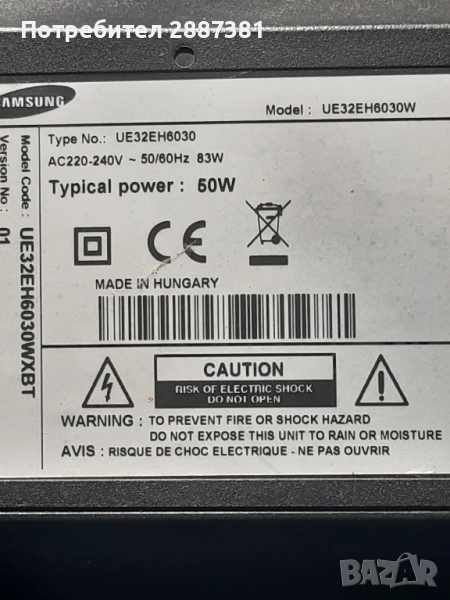 Потребител 2887381
SAMSUNG
Model : UE32EH6030W
Type No.: UE32EH6030
AC220-240V ~ 50/60Hz 83W
Typical power : 50W
Model Code : UE32EH6030WXBT
Version No : 01
CE
MADE IN HUNGARY
CAUTION
RISK OF ELECTRIC SHOCK
DO NOT OPEN
WARNING : TO PREVENT FIRE OR SHOCK HAZARD
DO NOT EXPOSE THIS UNIT TO RAIN OR MOISTURE
AVIS : RISQUE DE CHOC ELECTRIQUE - NE PAS OUVRIR
BAZAR